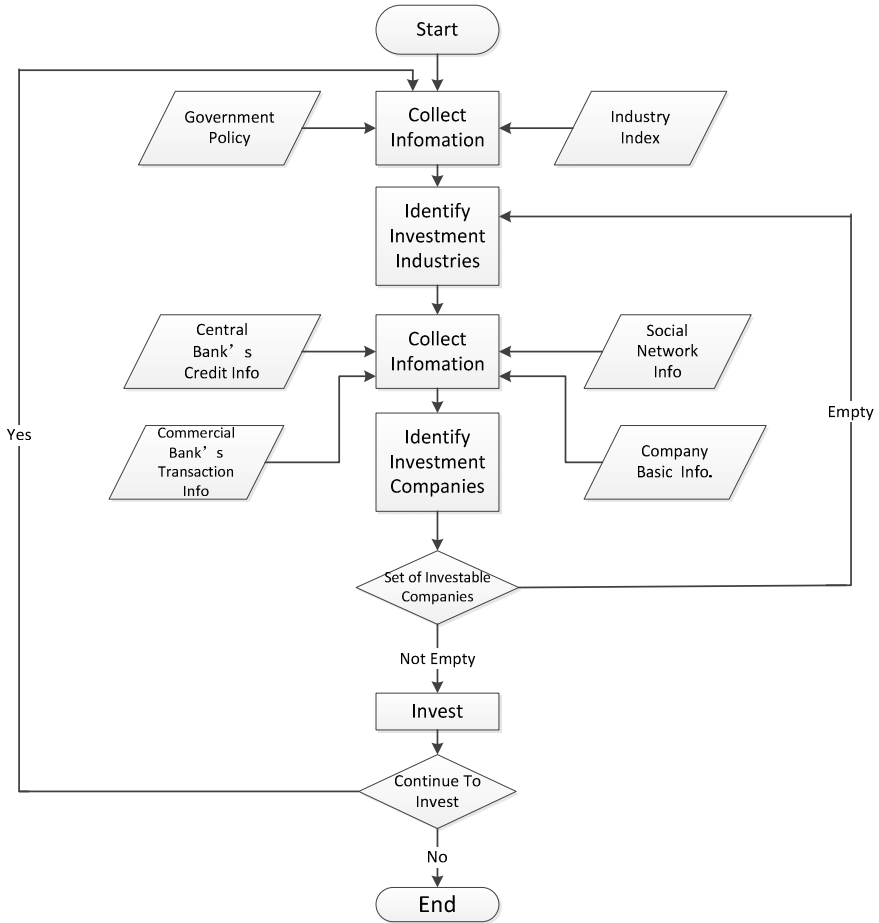 Start
Government
Policy
Collect
Infomation
Industry
Index
Identify
Investment
Industries
Central
Bank’s
Credit Info
Collect
Infomation
Social
Network
Info
Empty
Yes
Commercial
Bank’s
Transaction
Info
Identify
Investment
Companies
Company
Basic Info.
Set of Investable
Companies
Not Empty
Invest
Continue To
Invest
No
End